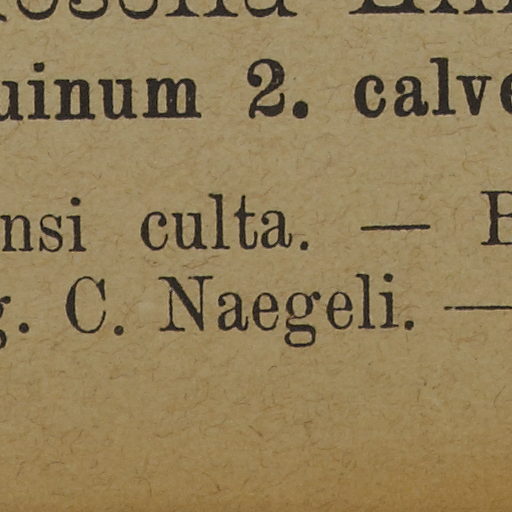 uinum 2. calve
nsi culta. —
g. C. Naegeli. —